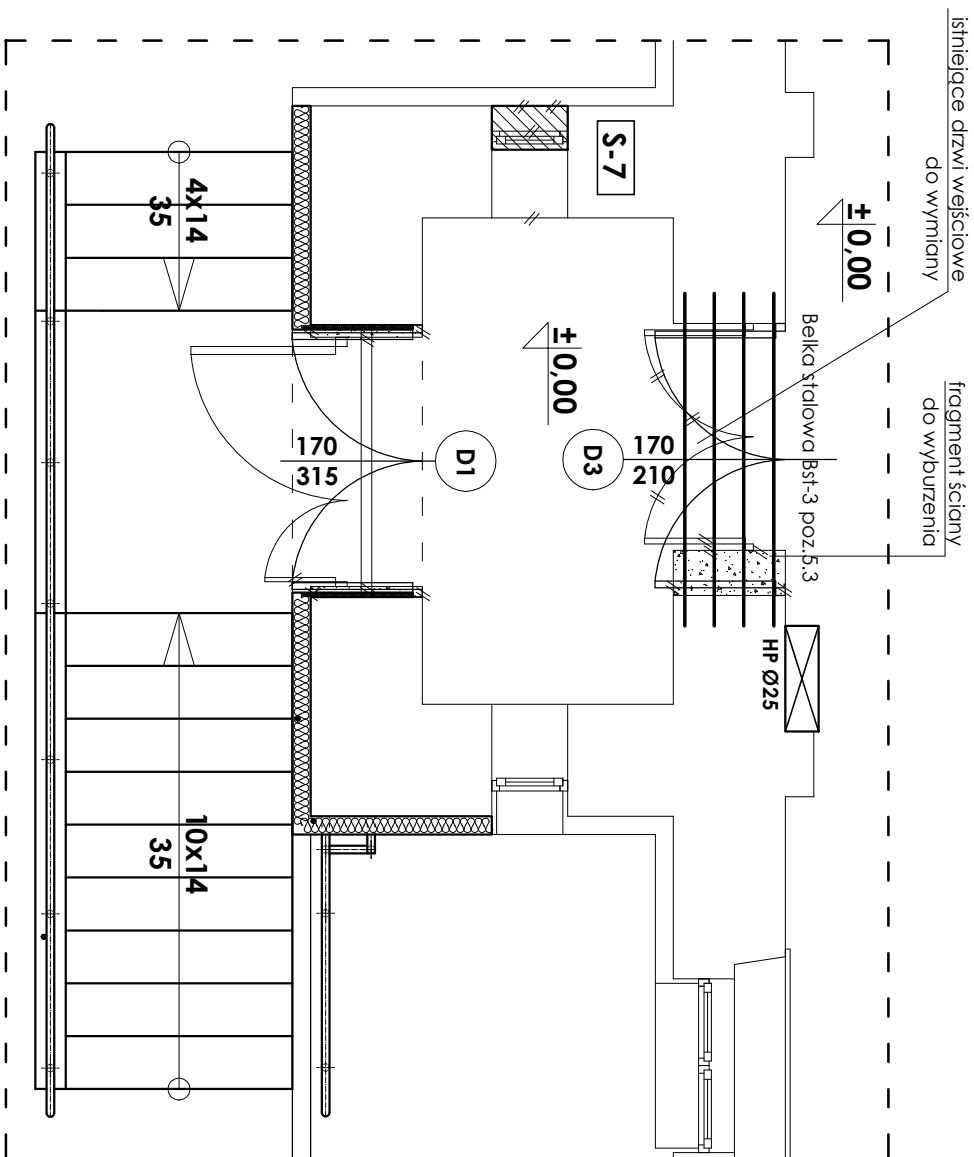 istniejące drzwi wejściowe
do wymiany
fragment ściany
do wyburzenia
±0,00
Belka stalowa Bst-3 poz.5.3
S-7
HP Ø25
±0,00
170
210
D3
D1
170
315
4x14
35
10x14
35